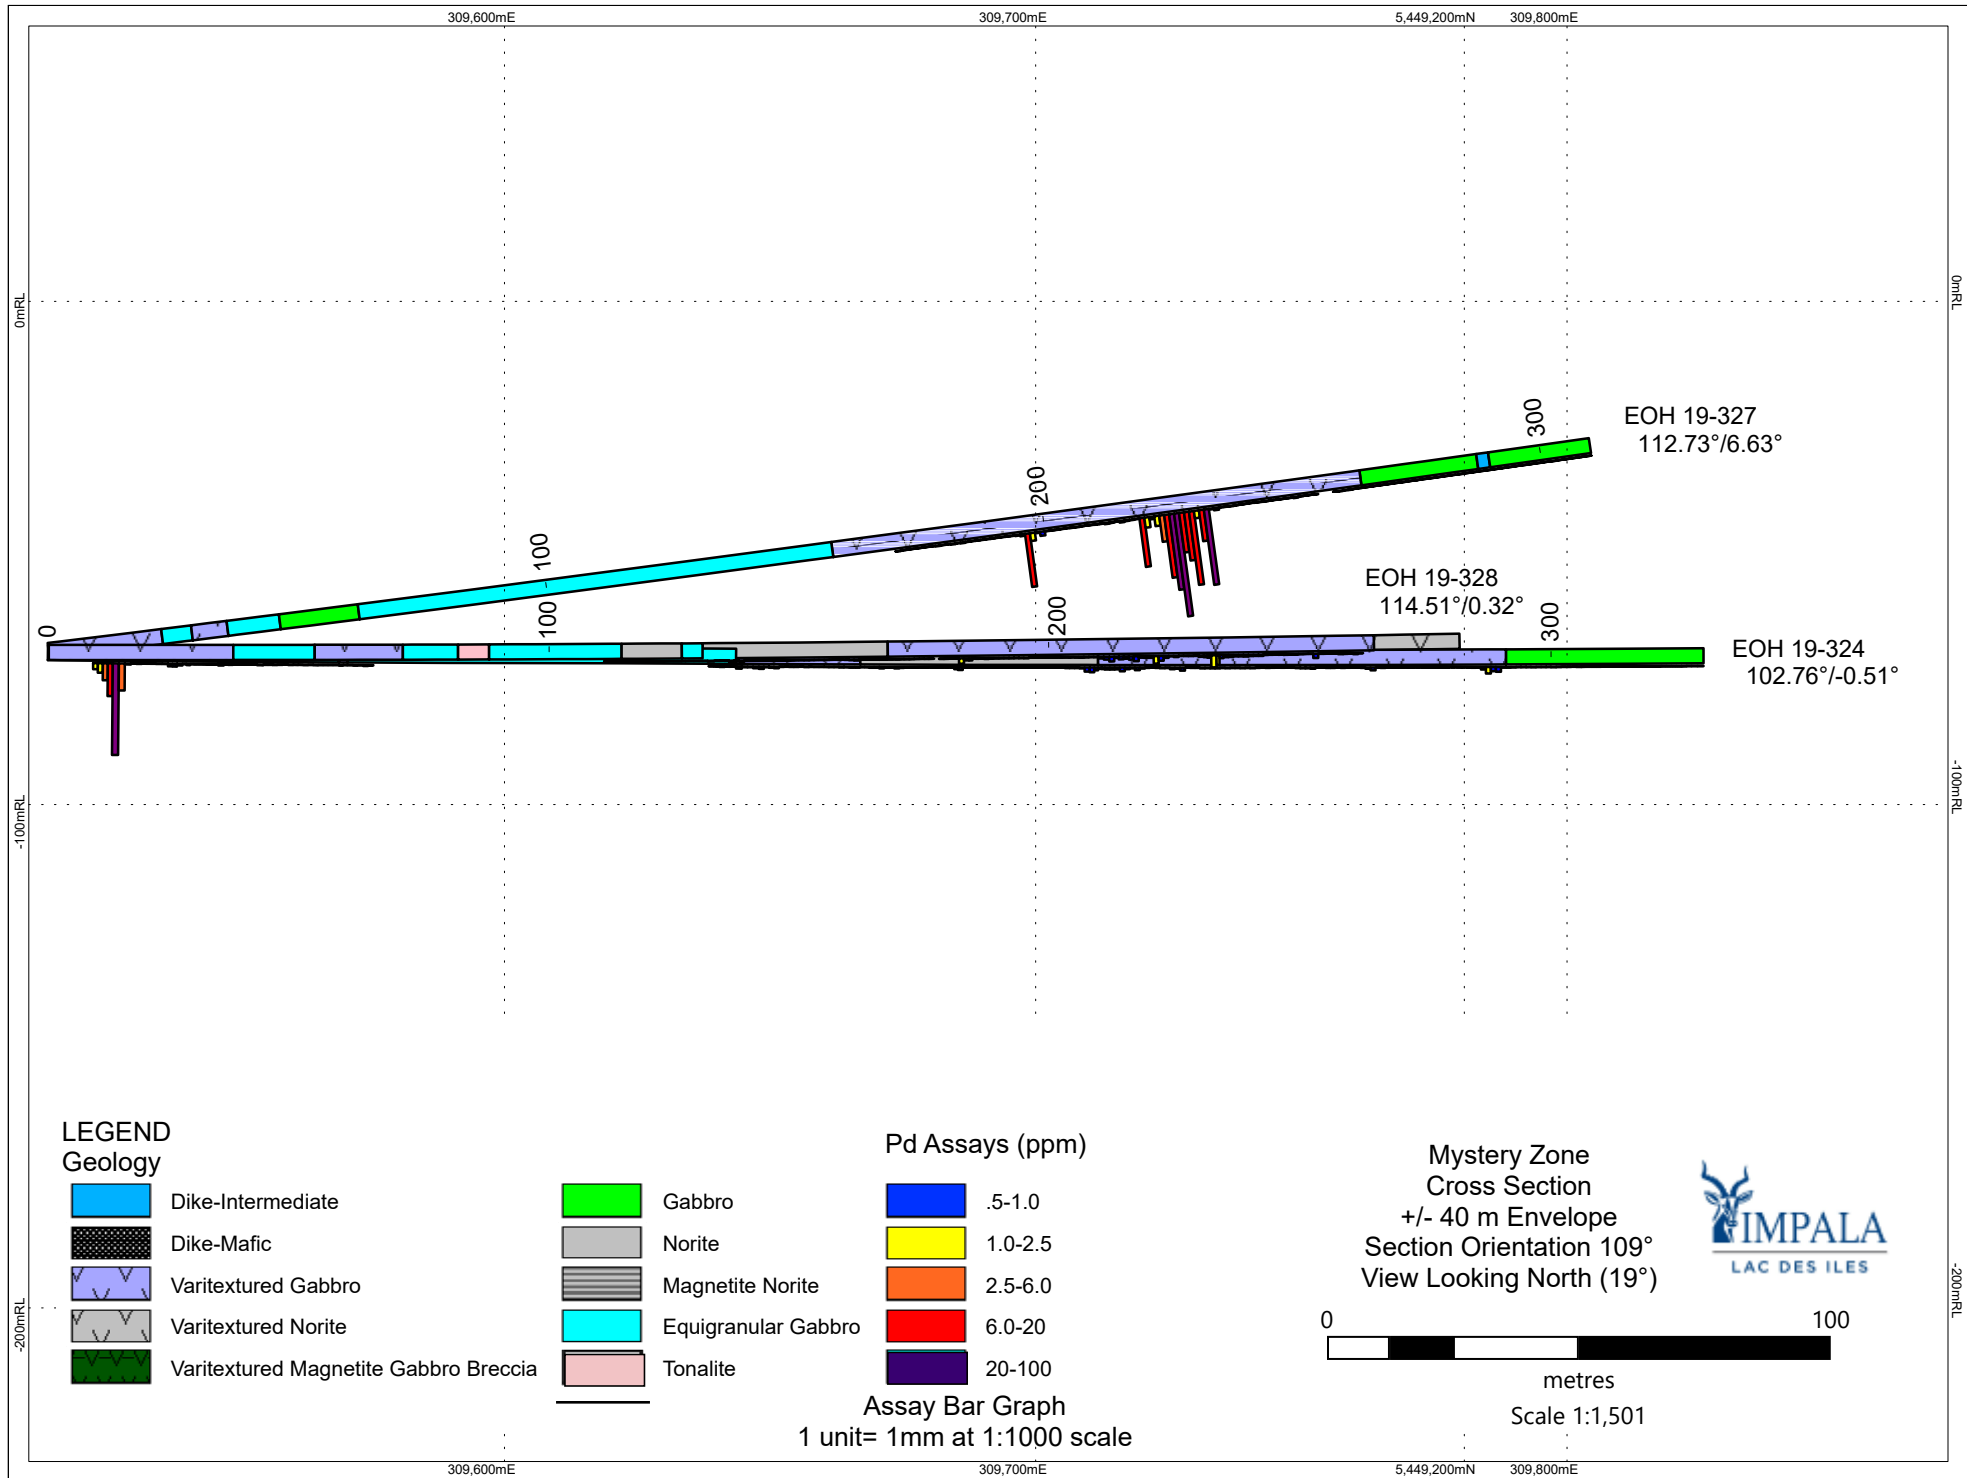 309,600mE
309,700mE
5,449,200mN
309,800mE
0mRL
0mRL
EOH 19-327
112.73°/6.63°
300
200
100
EOH 19-328
114.51°/0.32°
0
100
200
300
EOH 19-324
102.76°/-0.51°
-100mRL
-100mRL
LEGEND
Geology
Dike-Intermediate
Dike-Mafic
Varitextured Gabbro
Varitextured Norite
Varitextured Magnetite Gabbro Breccia
Gabbro
Norite
Magnetite Norite
Equigranular Gabbro
Tonalite
Pd Assays (ppm)
.5-1.0
1.0-2.5
2.5-6.0
6.0-20
20-100
Assay Bar Graph
1 unit= 1mm at 1:1000 scale
Mystery Zone
Cross Section
+/- 40 m Envelope
Section Orientation 109°
View Looking North (19°)
IMPALA
LAC DES ILES
0 100
metres
Scale 1:1,501
-200mRL
-200mRL
309,600mE
309,700mE
5,449,200mN
309,800mE